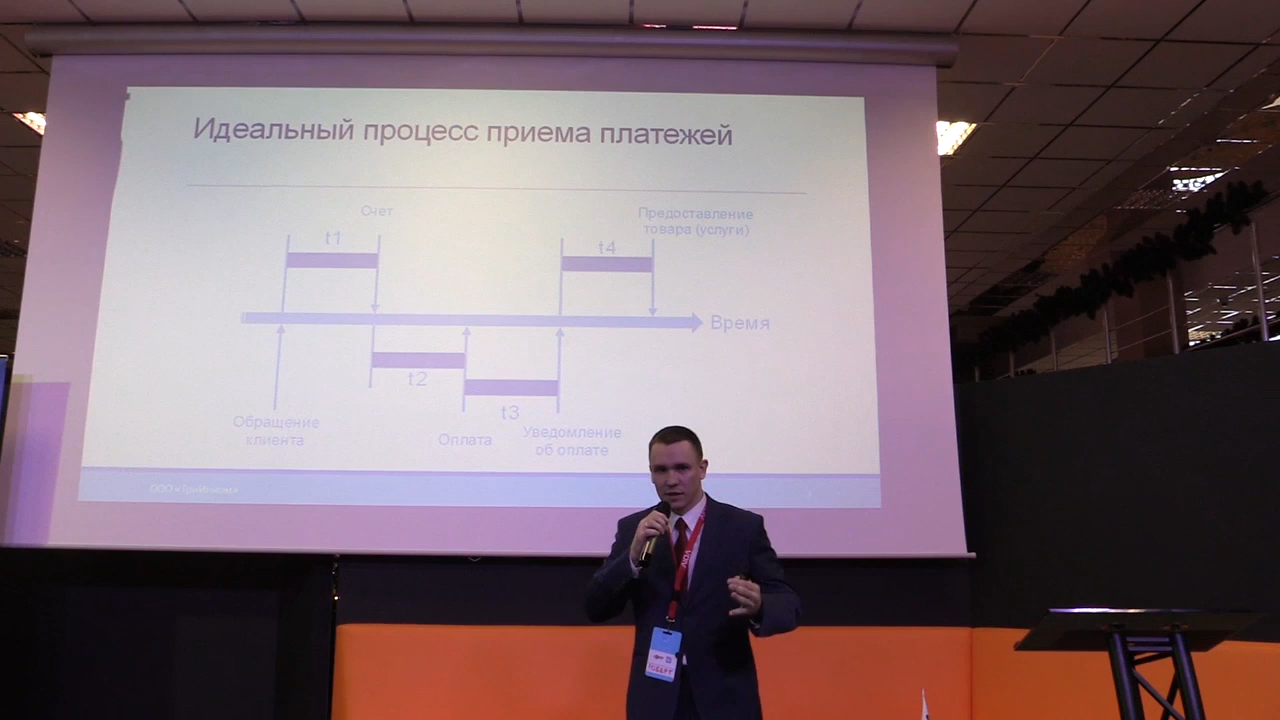 Идеальный процесс приема платежей
Счет
Предоставление
товара (услуги)
t1
t4
Время
t2
t3
Обращение
клиента
Оплата
Уведомление
об оплате
ООО